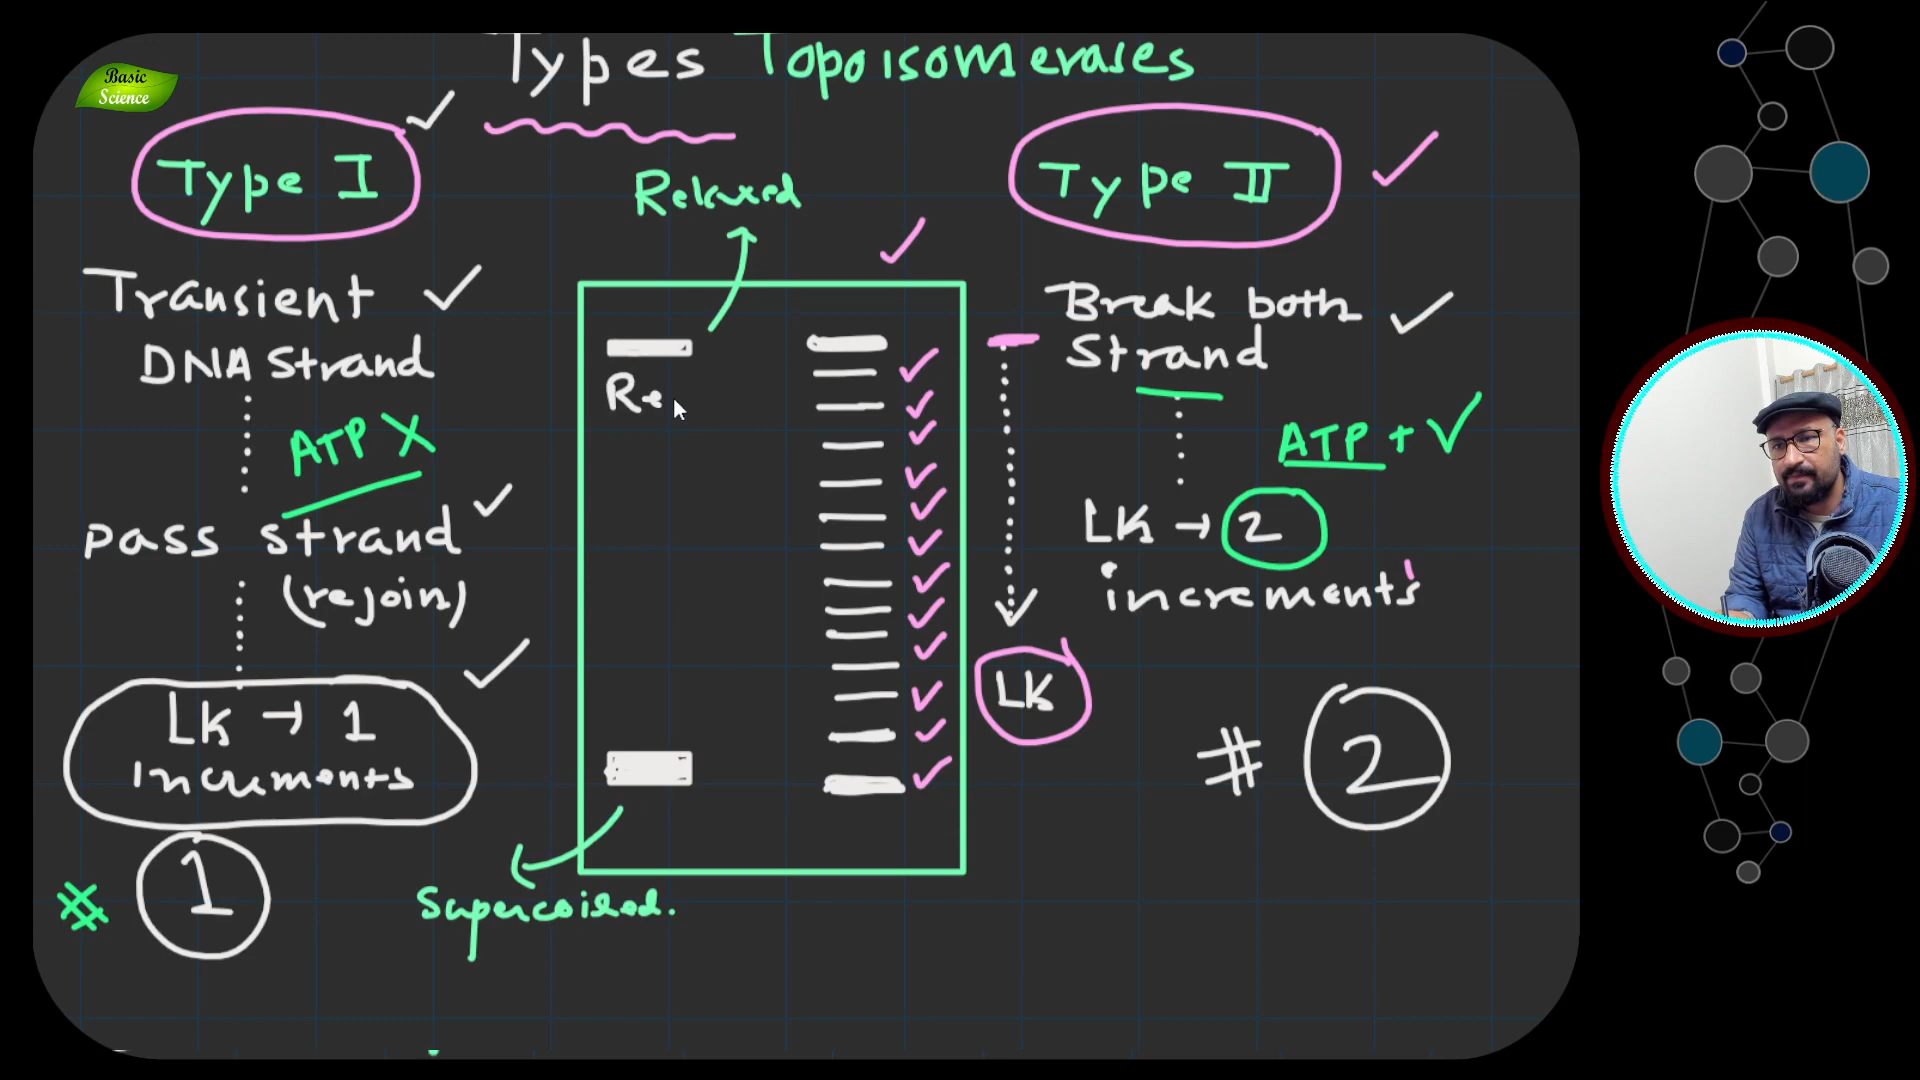 Types Topoisomerases
Basic
Science
Type I
Transient
DNA Strand
ATP X
pass strand
(rejoin)
LK → 1
increments
1
Relaxed
Re
Supercoiled.
LK
Type II
Break both
Strand
ATP +
LK → 2
increments
# 2